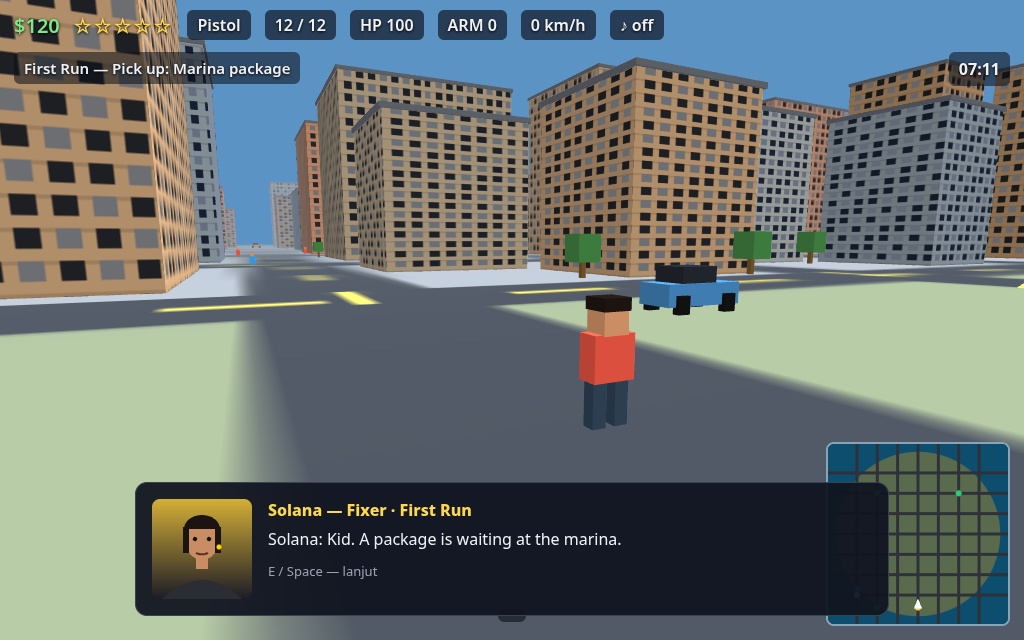 $120 ☆☆☆☆☆ Pistol 12 / 12 HP 100 ARM 0 0 km/h ♪ off
First Run — Pick up: Marina package
07:11
Solana — Fixer · First Run
Solana: Kid. A package is waiting at the marina.
E / Space — lanjut